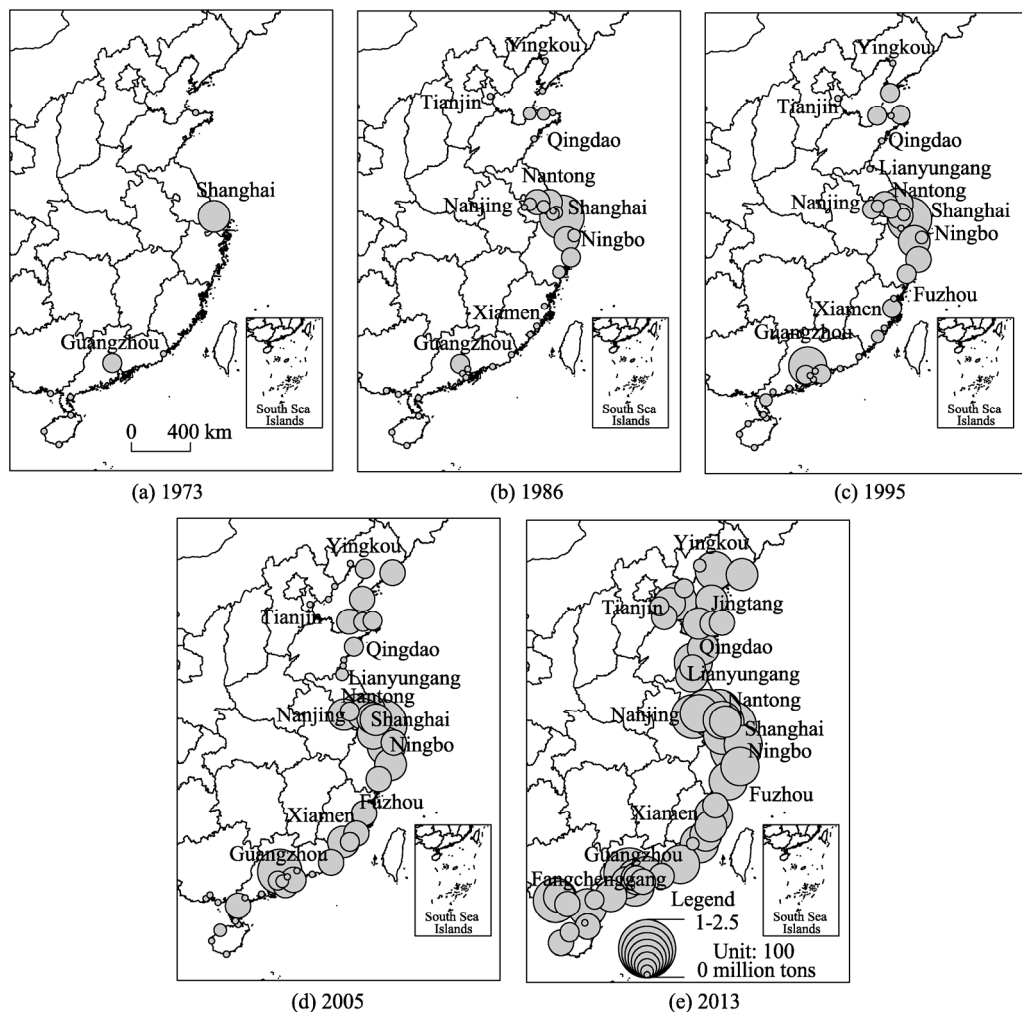 Shanghai
Guangzhou
0 400 km
South Sea
Islands
(a) 1973
Yingkou
Tianjin
Qingdao
Nantong
Nanjing
Shanghai
Ningbo
Xiamen
Guangzhou
South Sea
Islands
(b) 1986
Yingkou
Tianjin
Qingdao
Lianyungang
Nantong
Nanjing
Shanghai
Ningbo
Fuzhou
Xiamen
Guangzhou
South Sea
Islands
(c) 1995
Yingkou
Tianjin
Qingdao
Lianyungang
Nantong
Nanjing
Shanghai
Ningbo
Fuzhou
Xiamen
Guangzhou
South Sea
Islands
(d) 2005
Yingkou
Tianjin
Jingtang
Qingdao
Lianyungang
Nantong
Nanjing
Shanghai
Ningbo
Fuzhou
Xiamen
Guangzhou
Fangchenggang
Legend
1-2.5
Unit: 100
0 million tons
South Sea
Islands
(e) 2013